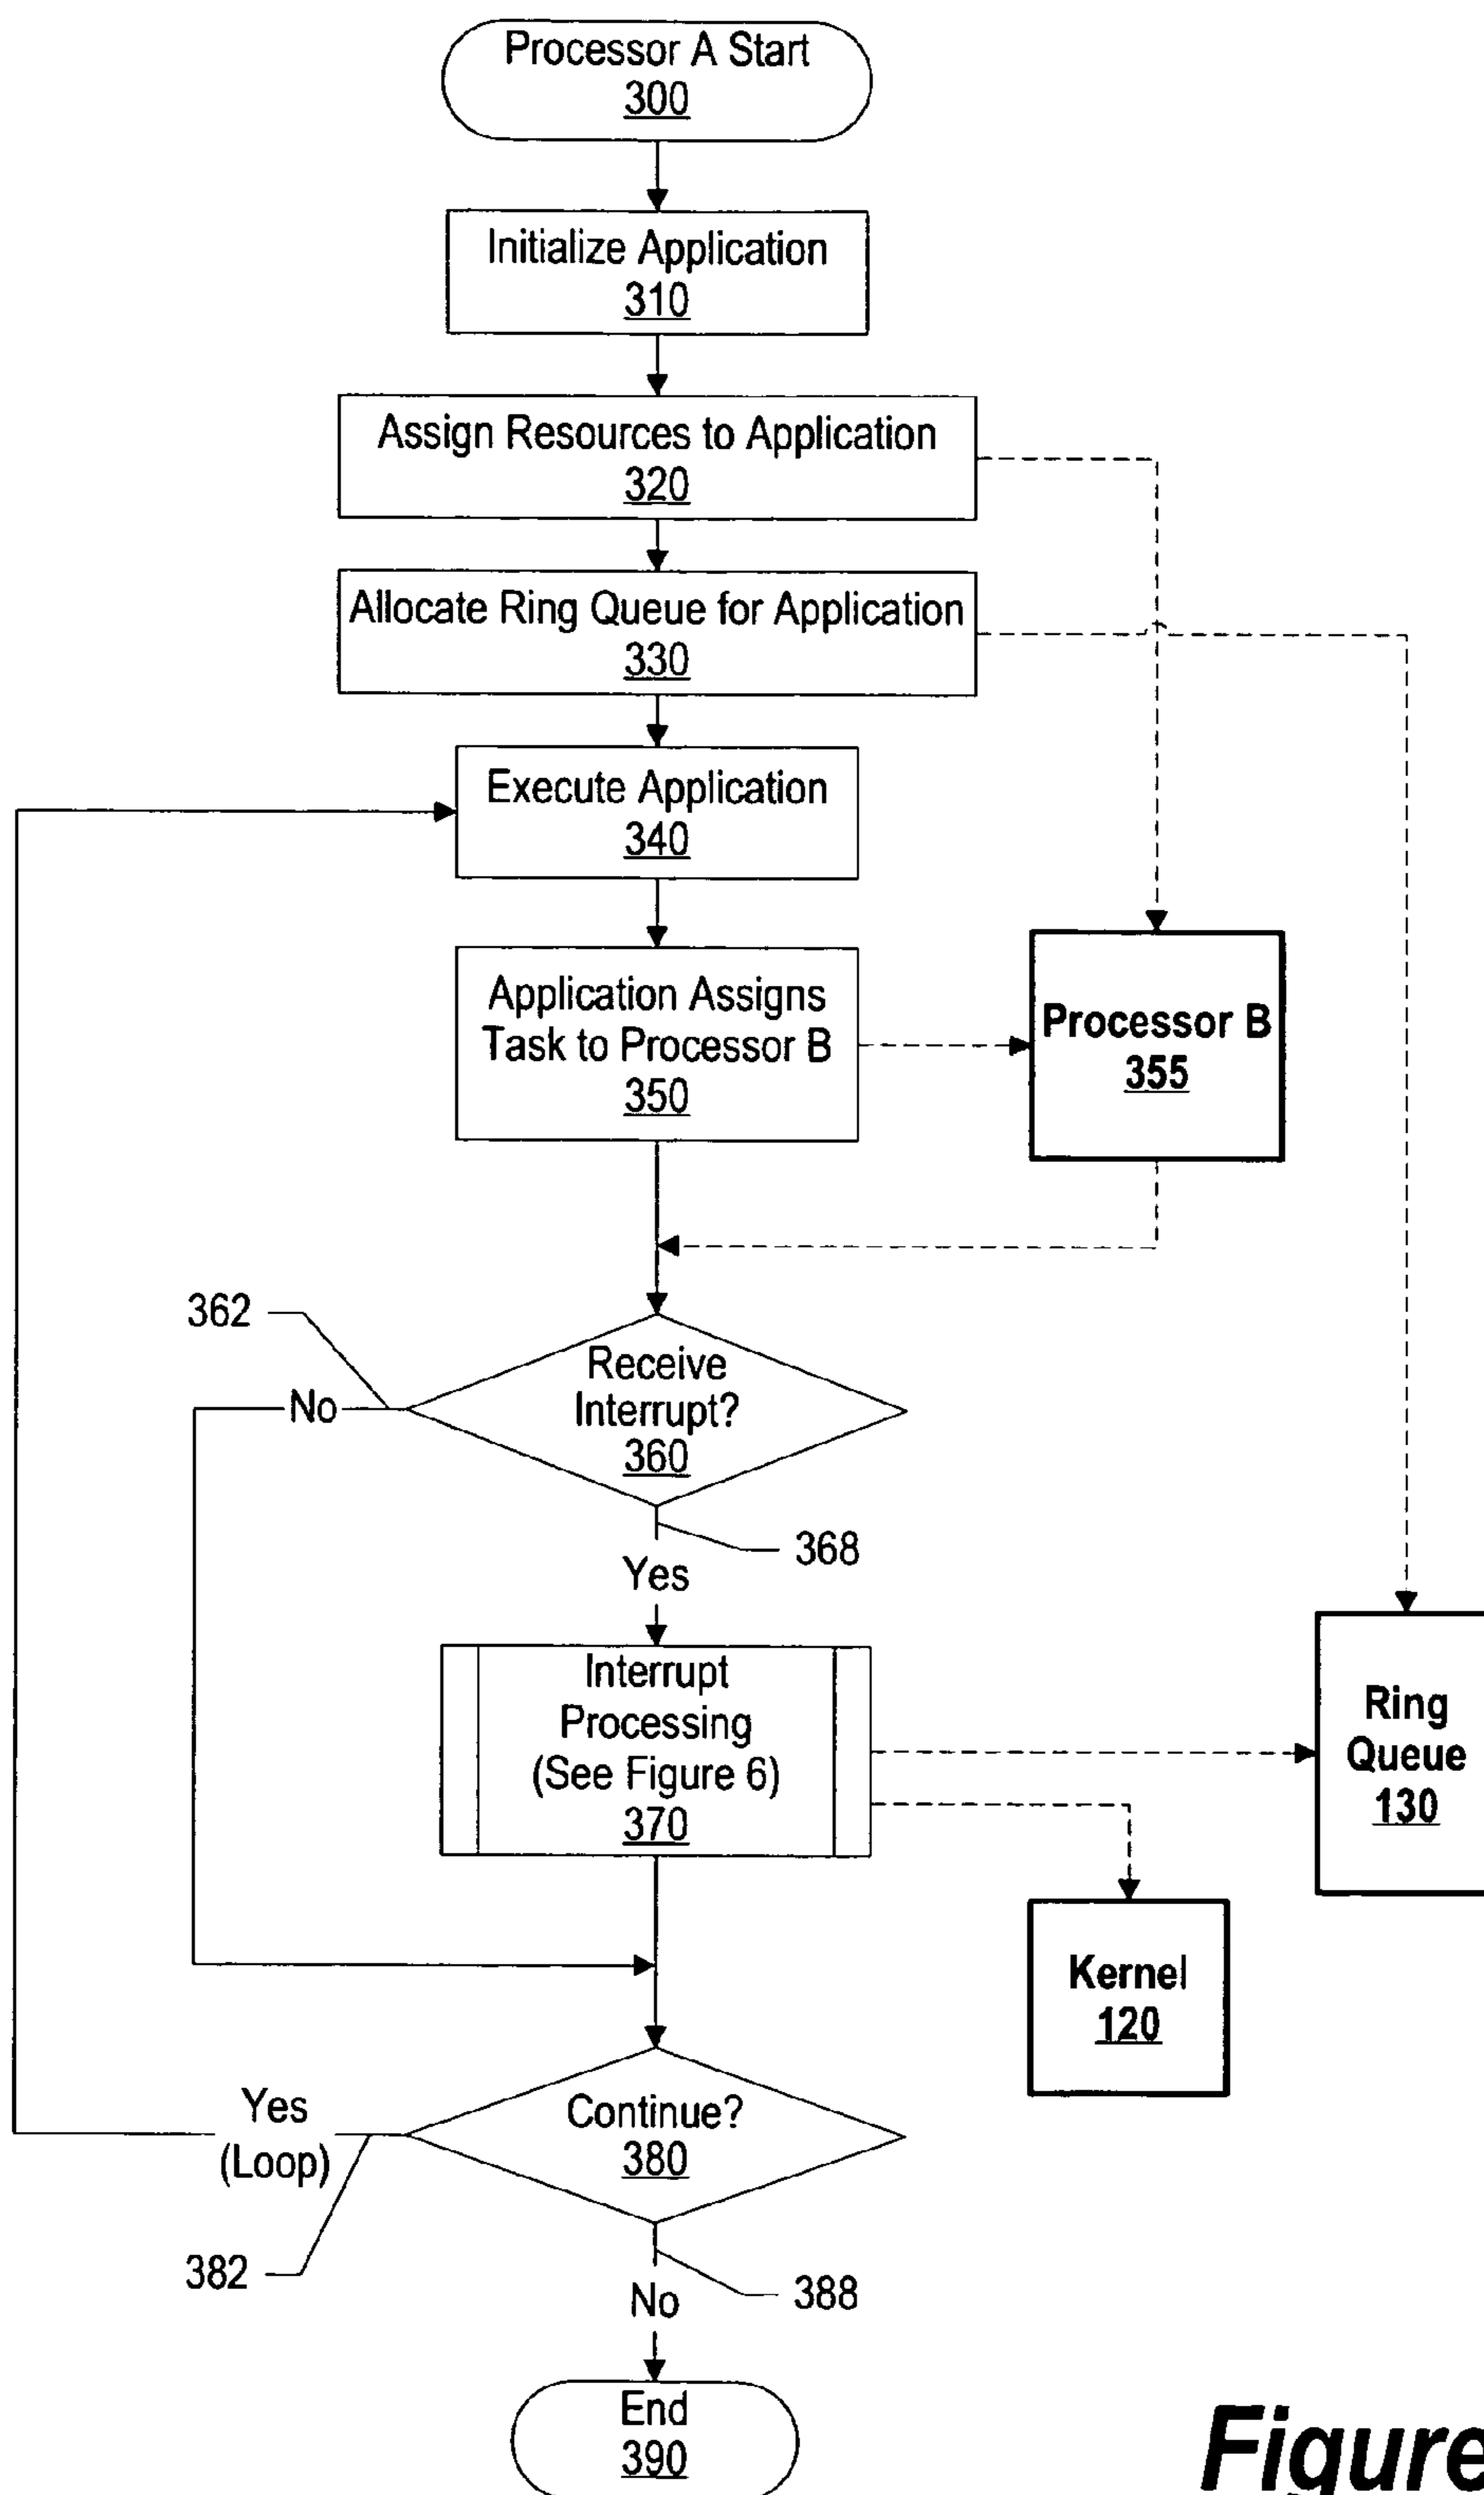 Processor A Start
300
Initialize Application
310
Assign Resources to Application
320
Allocate Ring Queue for Application
330
Execute Application
340
Application Assigns
Task to Processor B
350
Processor B
355
362
Receive
Interrupt?
360
No
368
Yes
Interrupt
Processing
(See Figure 6)
370
Ring
Queue
130
Kernel
120
Continue?
380
Yes
(Loop)
382
388
No
End
390
Figure